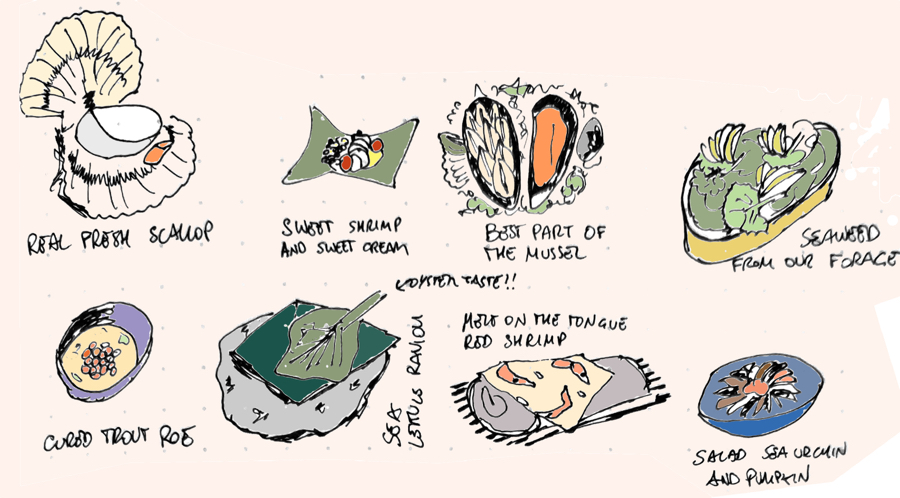 REAL FRESH SCALLOP
SWEET SHRIMP
AND SWEET CREAM
BEST PART OF
THE MUSSEL
SEAWEED
FROM OUR FORAGE
CURED TROUT ROE
OYSTER TASTE!!
SEA
LETTUCE RAVIOLI
MELT ON THE TONGUE
RED SHRIMP
SALAD SEA URCHIN
AND PUMPKIN